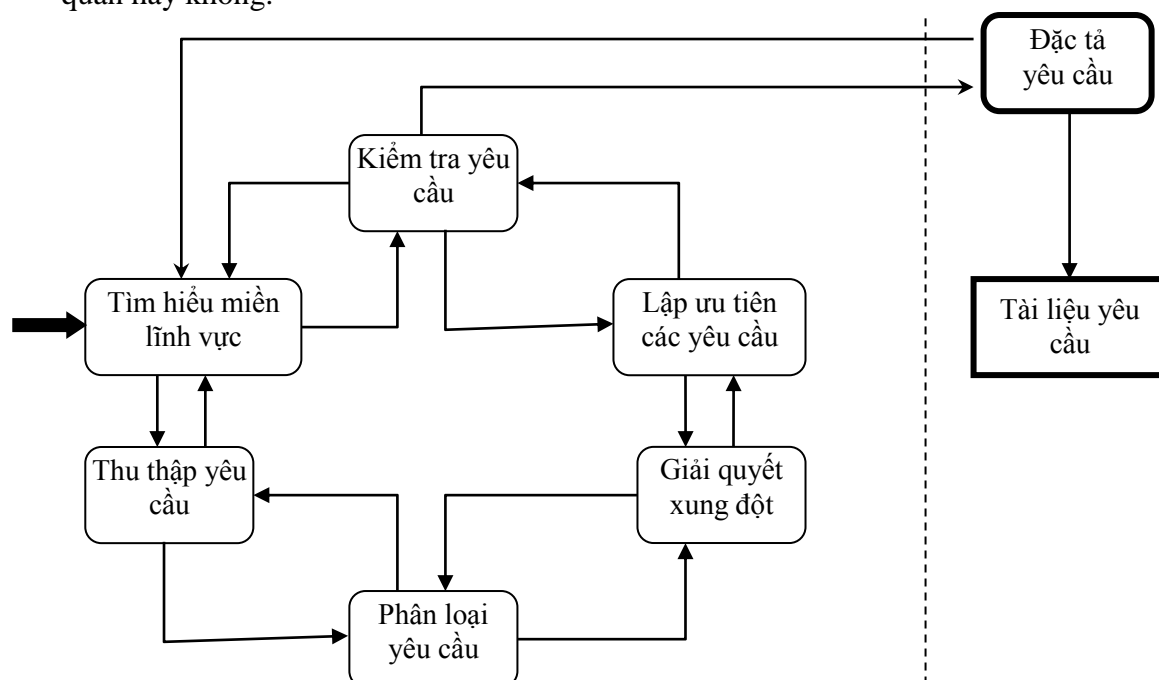 quan này không.
Đặc tả
yêu cầu
Kiểm tra yêu
cầu
Tìm hiểu miền
lĩnh vực
Lập ưu tiên
các yêu cầu
Tài liệu yêu
cầu
Thu thập yêu
cầu
Giải quyết
xung đột
Phân loại
yêu cầu